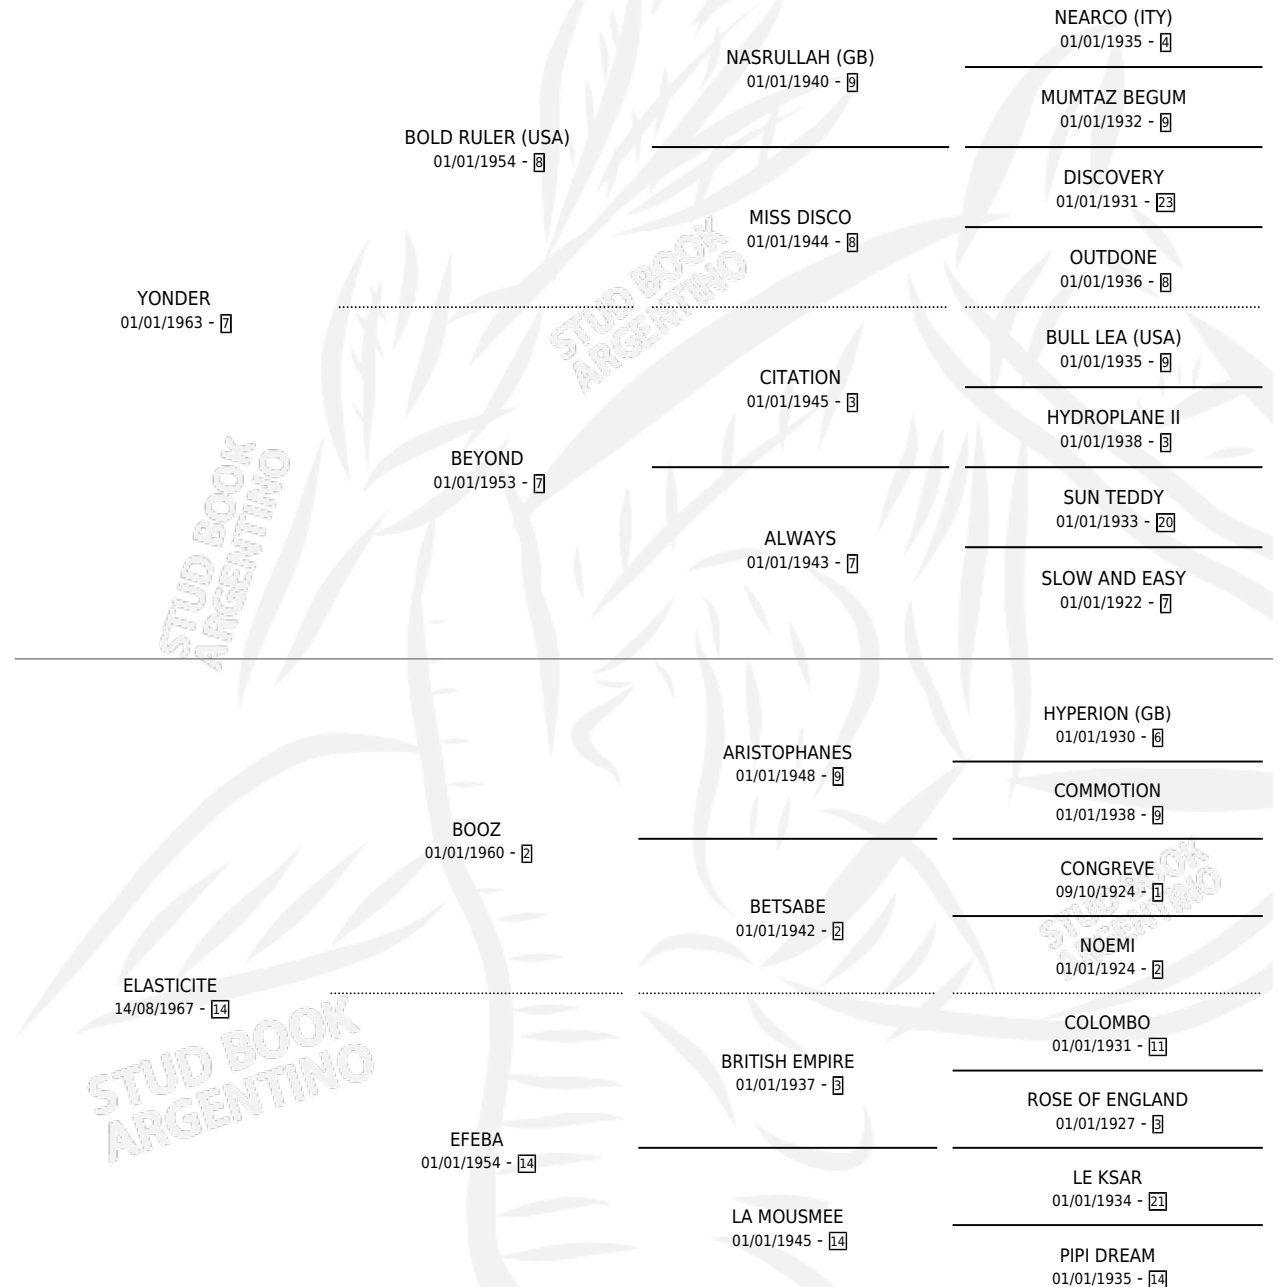 NEARCO (ITY)
01/01/1935 - 4
NASRULLAH (GB)
01/01/1940 - 9
MUMTAZ BEGUM
01/01/1932 - 9
BOLD RULER (USA)
01/01/1954 - 8
DISCOVERY
01/01/1931 - 23
MISS DISCO
01/01/1944 - 8
OUTDONE
01/01/1936 - 8
YONDER
01/01/1963 - 7
BULL LEA (USA)
01/01/1935 - 9
CITATION
01/01/1945 - 3
HYDROPLANE II
01/01/1938 - 3
BEYOND
01/01/1953 - 7
SUN TEDDY
01/01/1933 - 20
ALWAYS
01/01/1943 - 7
SLOW AND EASY
01/01/1922 - 7
HYPERION (GB)
01/01/1930 - 6
ARISTOPHANES
01/01/1948 - 9
COMMOTION
01/01/1938 - 9
BOOZ
01/01/1960 - 2
CONGREVE
09/10/1924 - 1
BETSABE
01/01/1942 - 2
NOEMI
01/01/1924 - 2
ELASTICITE
14/08/1967 - 14
COLOMBO
01/01/1931 - 11
BRITISH EMPIRE
01/01/1937 - 3
ROSE OF ENGLAND
01/01/1927 - 3
EFEBA
01/01/1954 - 14
LE KSAR
01/01/1934 - 21
LA MOUSMEE
01/01/1945 - 14
PIPI DREAM
01/01/1935 - 14
STUD BOOK
ARGENTINO
STUD BOOK
ARGENTINO
STUD BOOK
ARGENTINO
STUD BOOK
ARGENTINO